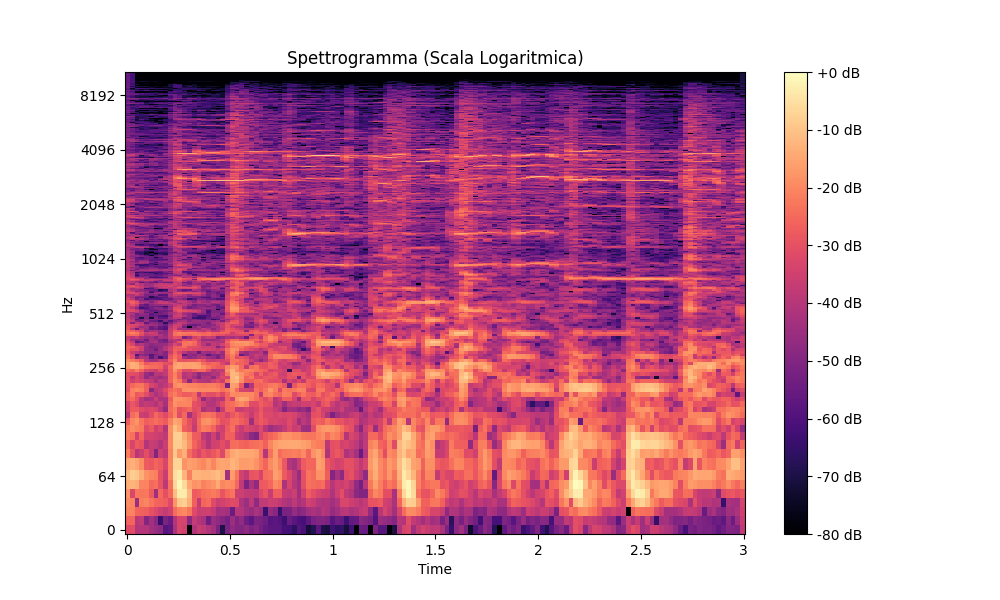 Spettrogramma (Scala Logaritmica)
Hz
8192
4096
2048
1024
512
256
128
64
0
0
0.5
1
1.5
2
2.5
3
Time
+0 dB
-10 dB
-20 dB
-30 dB
-40 dB
-50 dB
-60 dB
-70 dB
-80 dB